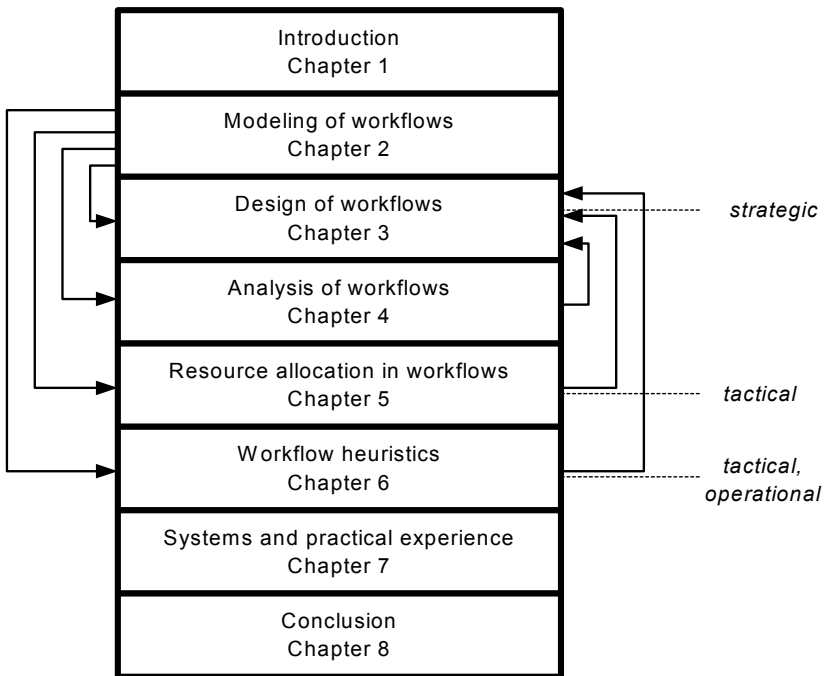 Introduction
Chapter 1
Modeling of workflows
Chapter 2
Design of workflows
Chapter 3
strategic
Analysis of workflows
Chapter 4
Resource allocation in workflows
Chapter 5
tactical
Workflow heuristics
Chapter 6
tactical,
operational
Systems and practical experience
Chapter 7
Conclusion
Chapter 8